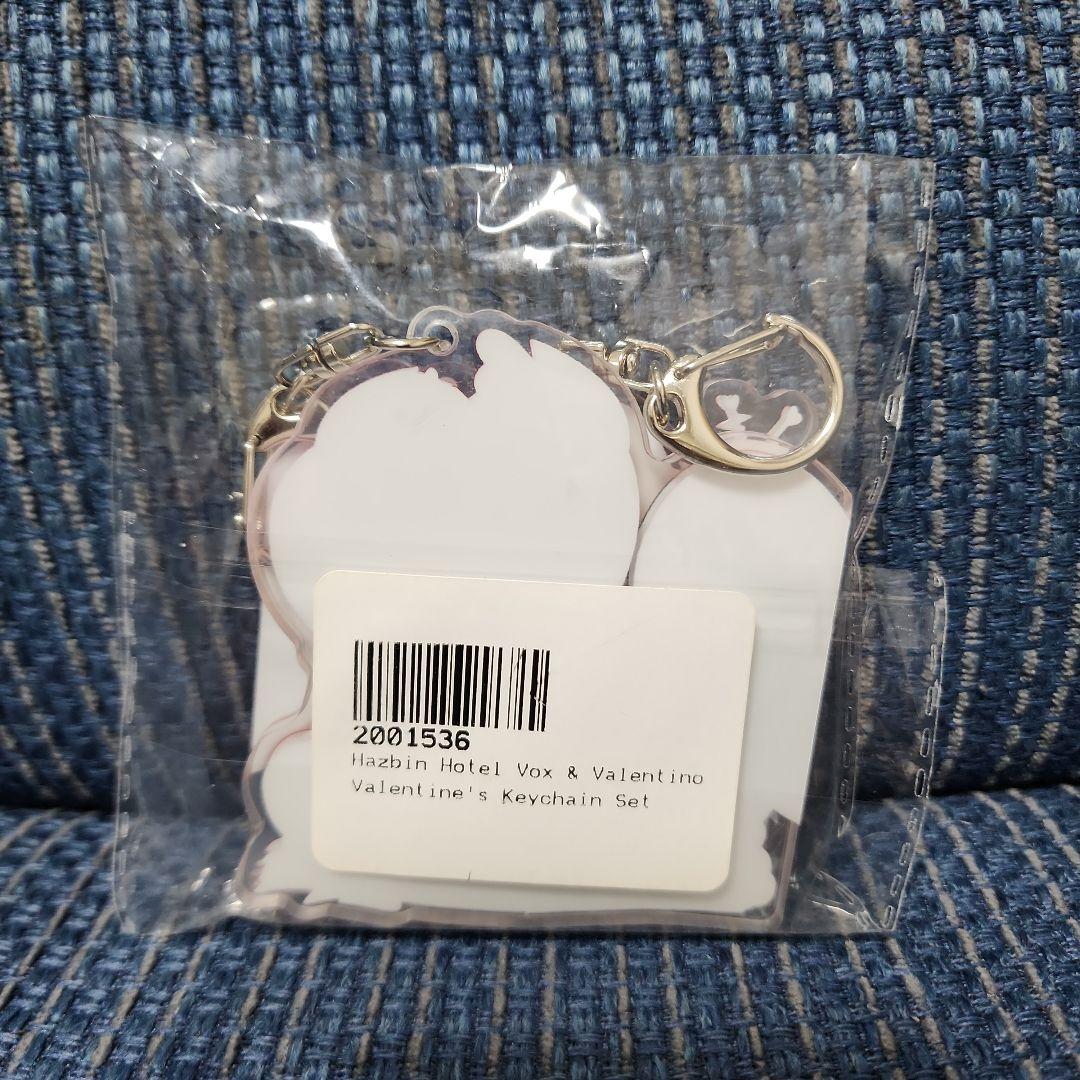 2001536
Hazbin Hotel Vox & Valentino
Valentine's Keychain Set